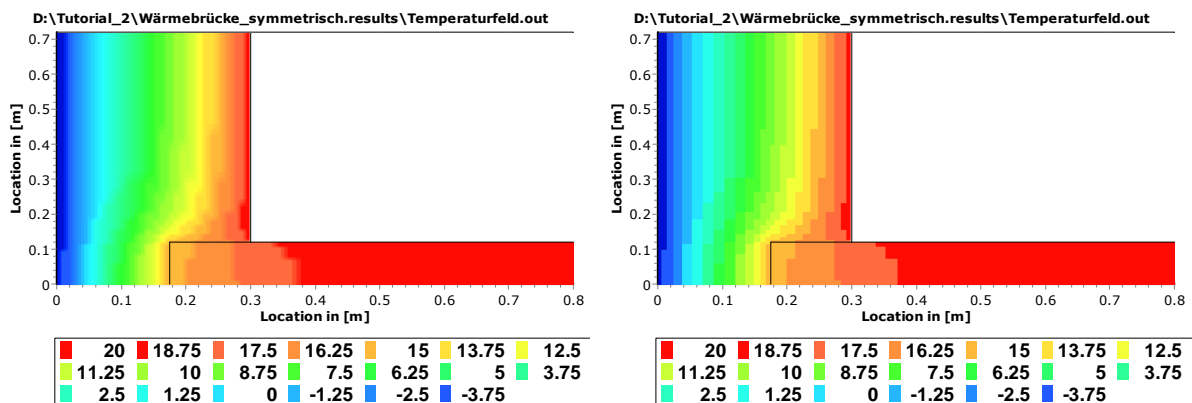 D:\Tutorial_2\Wärmebrücke_symmetrisch.results\Temperaturfeld.out
0.7
0.6
0.5
0.4
0.3
0.2
0.1
0
Location in [m]
0 0.1 0.2 0.3 0.4 0.5 0.6 0.7 0.8
Location in [m]
20 18.75 17.5 16.25 15 13.75 12.5
11.25 10 8.75 7.5 6.25 5 3.75
2.5 1.25 0 -1.25 -2.5 -3.75
D:\Tutorial_2\Wärmebrücke_symmetrisch.results\Temperaturfeld.out
0.7
0.6
0.5
0.4
0.3
0.2
0.1
0
Location in [m]
0 0.1 0.2 0.3 0.4 0.5 0.6 0.7 0.8
Location in [m]
20 18.75 17.5 16.25 15 13.75 12.5
11.25 10 8.75 7.5 6.25 5 3.75
2.5 1.25 0 -1.25 -2.5 -3.75